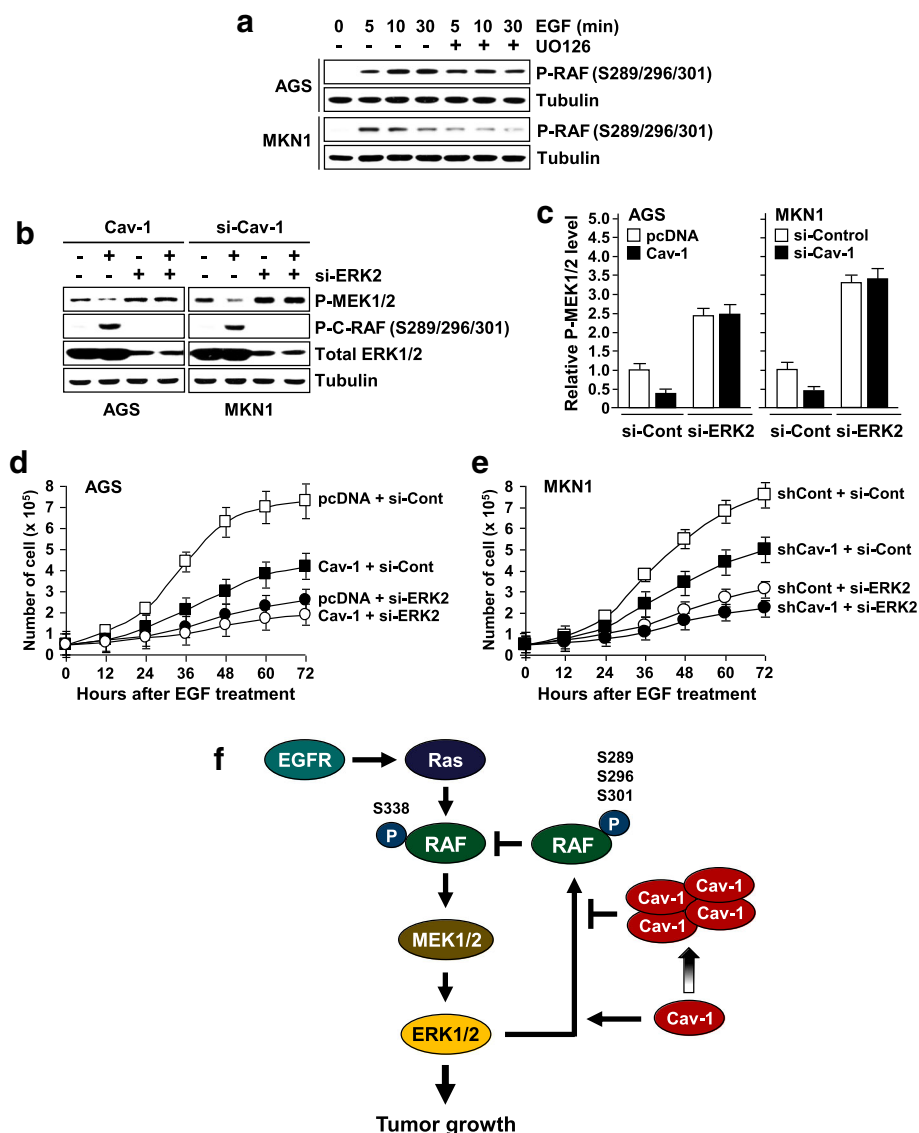 a
0 5 10 30 5 10 30 EGF (min)
- - - - + + + UO126
AGS
P-RAF (S289/296/301)
Tubulin
MKN1
P-RAF (S289/296/301)
Tubulin
b
Cav-1 si-Cav-1
- + - + - + - +
- - + + - - + + si-ERK2
P-MEK1/2
P-C-RAF (S289/296/301)
Total ERK1/2
Tubulin
AGS MKN1
c
Relative P-MEK1/2 level
5.0
4.5
4.0
3.5
3.0
2.5
2.0
1.5
1.0
0.5
0
AGS
pcDNA
Cav-1
MKN1
si-Control
si-Cav-1
si-Cont si-ERK2 si-Cont si-ERK2
d
AGS
Number of cell (x 10⁵)
8
7
6
5
4
3
2
1
0
pcDNA + si-Cont
Cav-1 + si-Cont
pcDNA + si-ERK2
Cav-1 + si-ERK2
0 12 24 36 48 60 72
Hours after EGF treatment
e
MKN1
Number of cell (x 10⁵)
8
7
6
5
4
3
2
1
0
shCont + si-Cont
shCav-1 + si-Cont
shCont + si-ERK2
shCav-1 + si-ERK2
0 12 24 36 48 60 72
Hours after EGF treatment
f
EGFR
Ras
S338
P
RAF
S289
S296
S301
P
RAF
MEK1/2
ERK1/2
Cav-1
Cav-1
Cav-1
Cav-1
Cav-1
Tumor growth